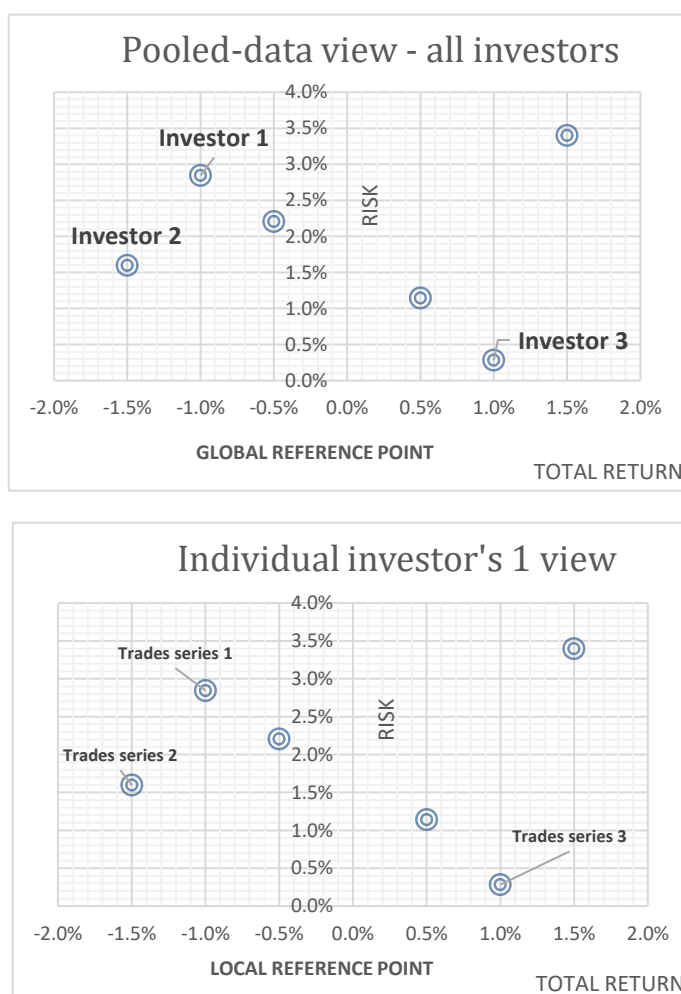 Pooled-data view - all investors
4.0%
Investor 1
3.5%
3.0%
RISK
2.5%
Investor 2
2.0%
1.5%
1.0%
Investor 3
0.5%
0.0%
-2.0% -1.5% -1.0% -0.5% 0.0% 0.5% 1.0% 1.5% 2.0%
GLOBAL REFERENCE POINT
TOTAL RETURN
Individual investor's 1 view
4.0%
3.5%
Trades series 1
3.0%
RISK
2.5%
Trades series 2
2.0%
1.5%
1.0%
Trades series 3
0.5%
0.0%
-2.0% -1.5% -1.0% -0.5% 0.0% 0.5% 1.0% 1.5% 2.0%
LOCAL REFERENCE POINT
TOTAL RETURN